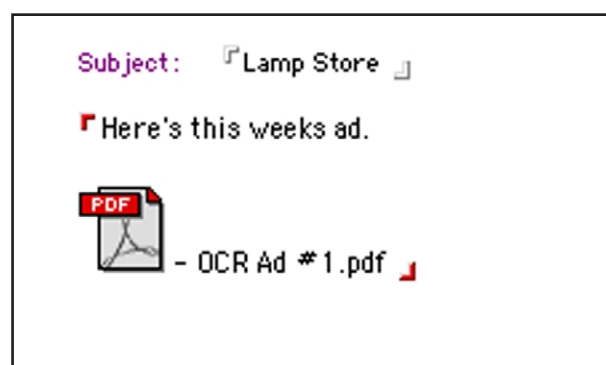 Subject: Lamp Store
Here's this weeks ad.
PDF
- OCR Ad #1.pdf